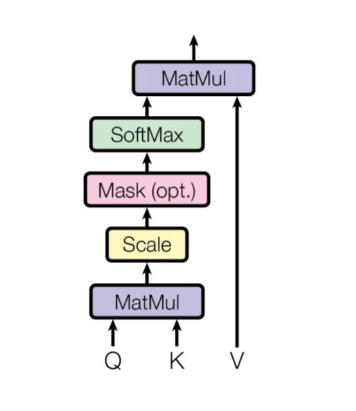 MatMul
SoftMax
Mask (opt.)
Scale
MatMul
Q K V